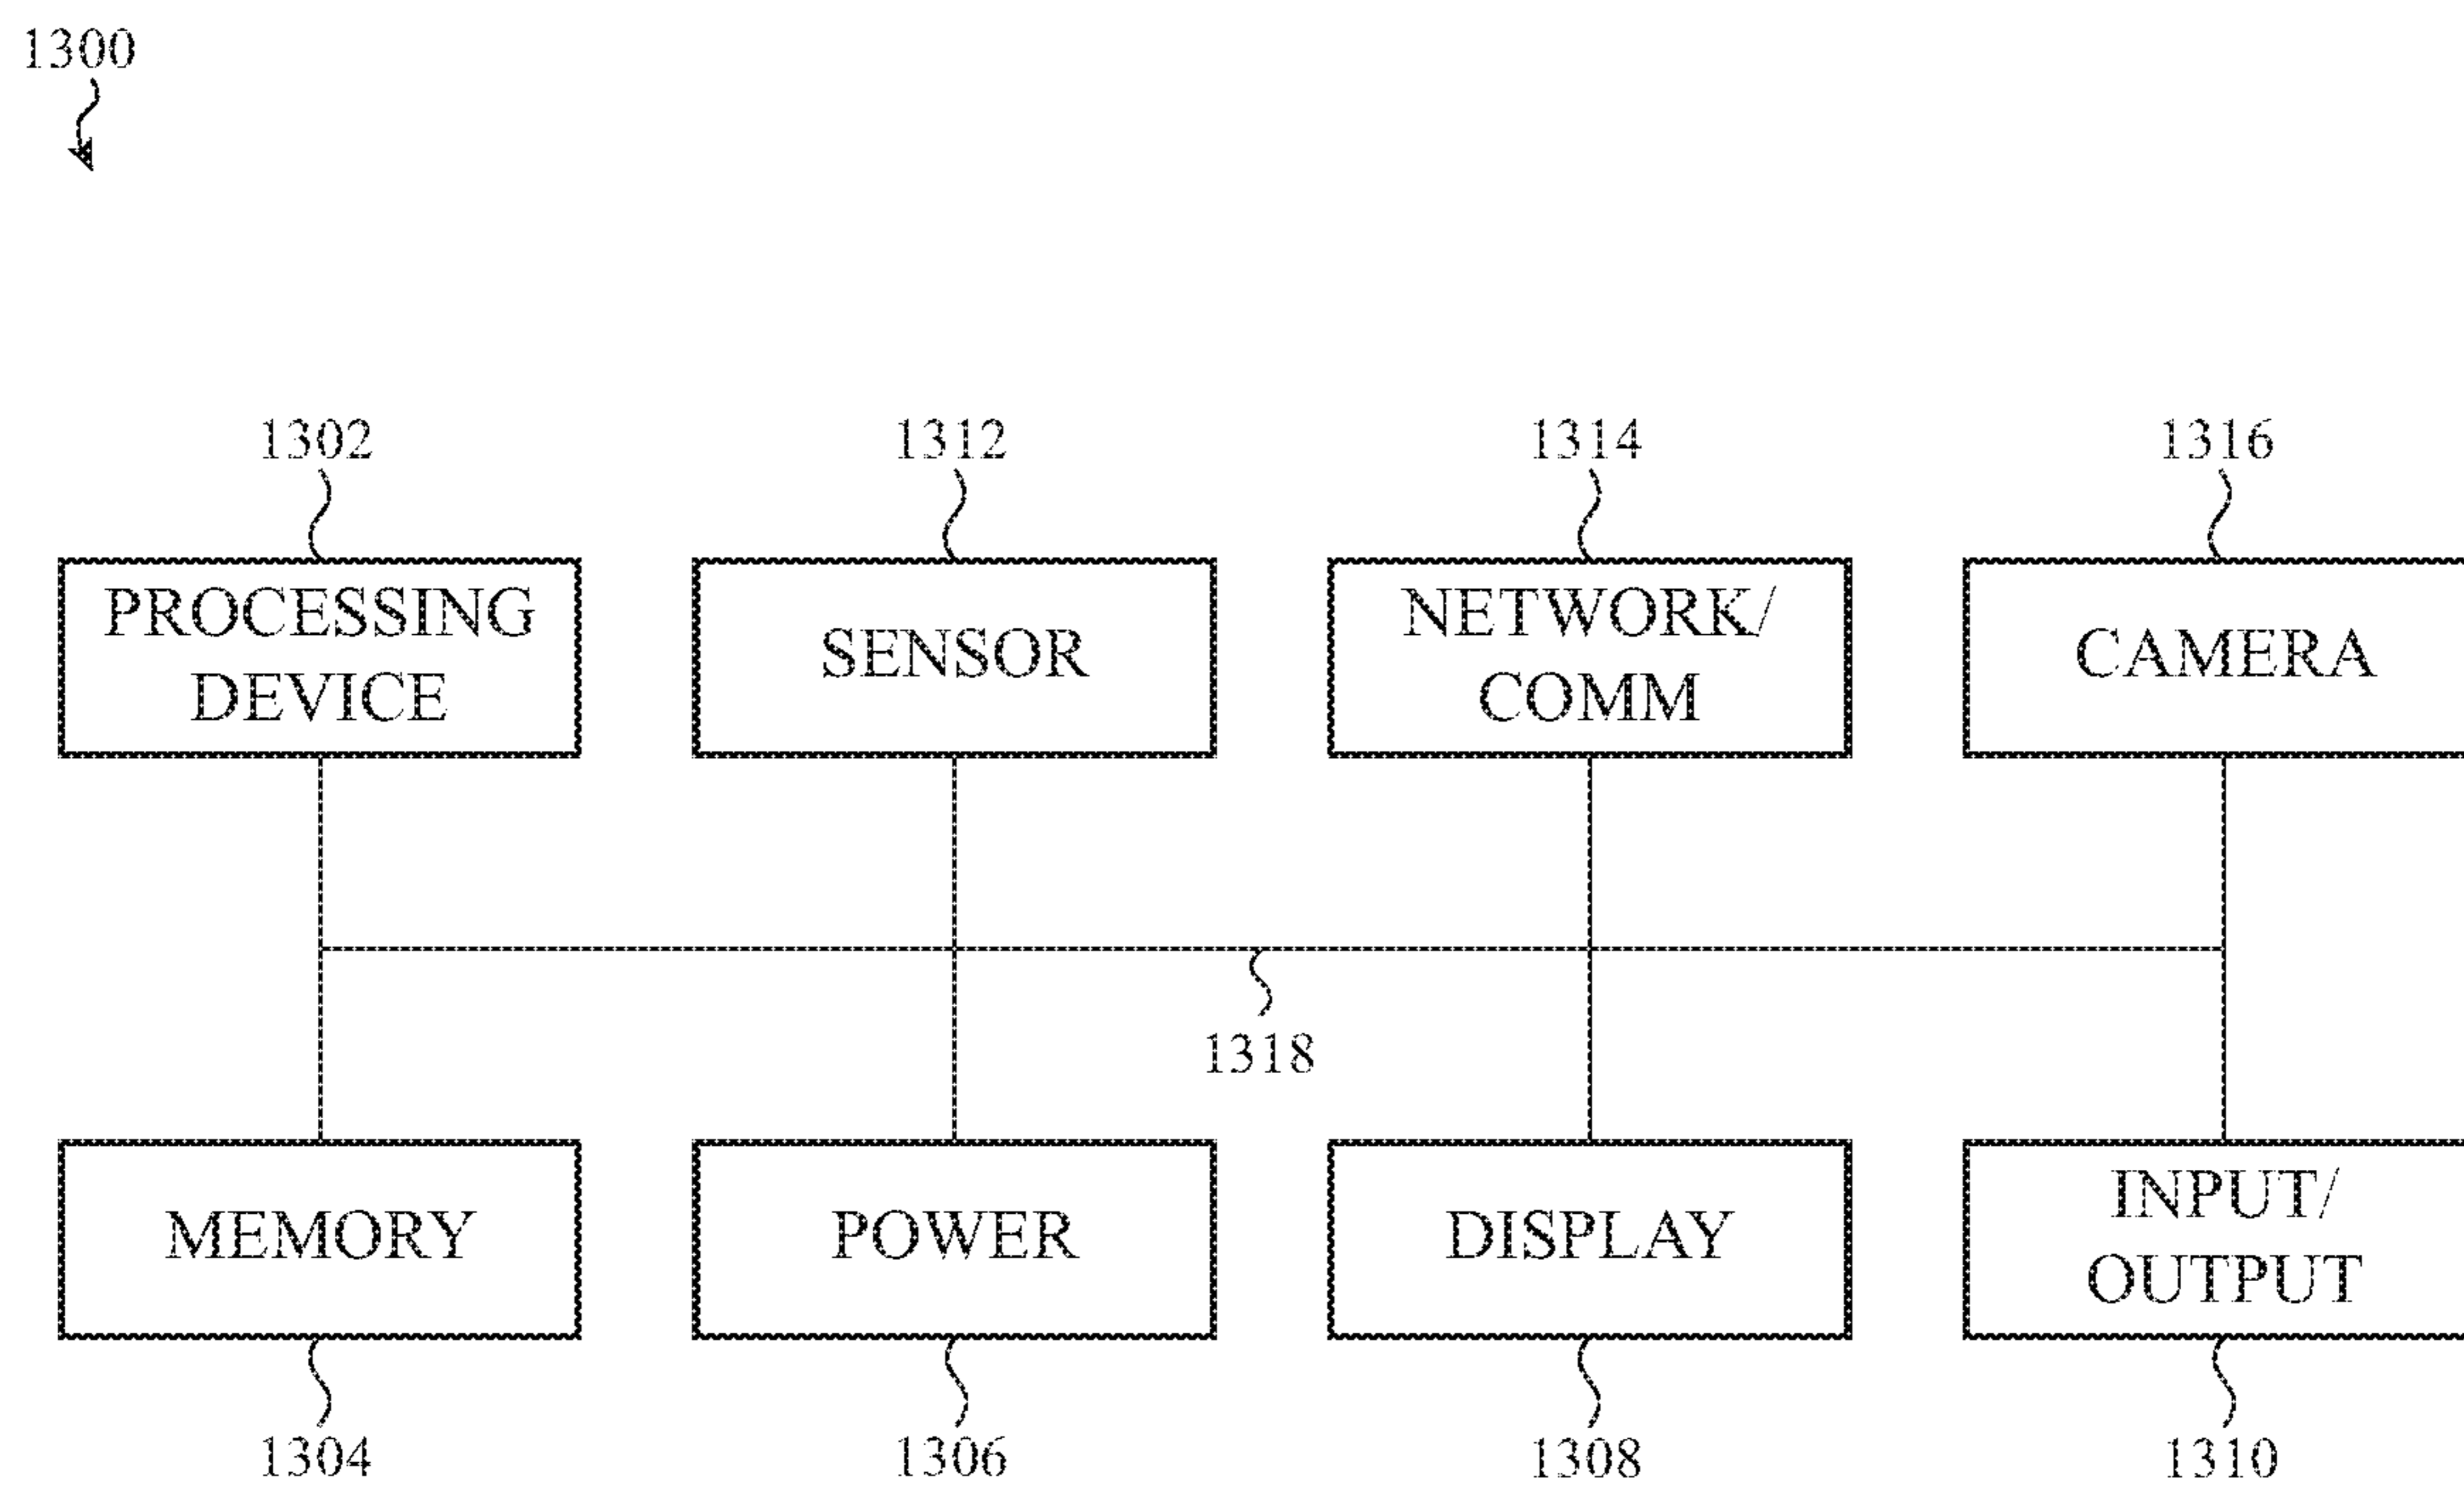 1300
1302
1312
1314
1316
PROCESSING
DEVICE
SENSOR
NETWORK/
COMM
CAMERA
1318
MEMORY
POWER
DISPLAY
INPUT/
OUTPUT
1304
1306
1308
1310